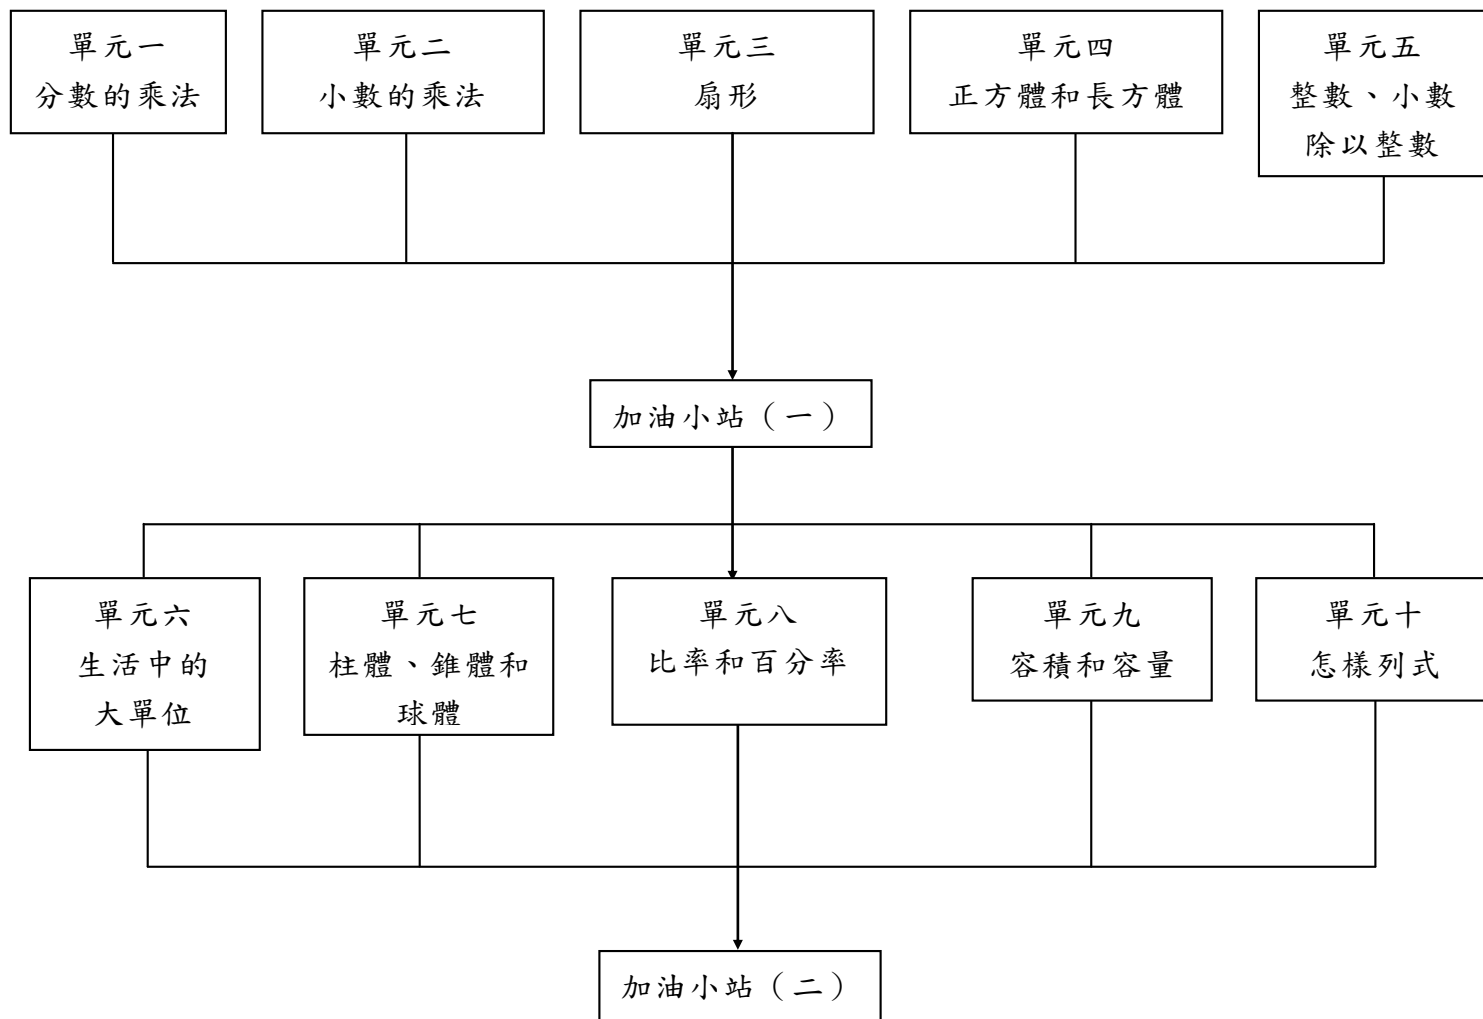 單元一
分數的乘法
單元二
小數的乘法
單元三
扇形
單元四
正方體和長方體
單元五
整數、小數
除以整數
加油小站（一）
單元六
生活中的
大單位
單元七
柱體、錐體和
球體
單元八
比率和百分率
單元九
容積和容量
單元十
怎樣列式
加油小站（二）